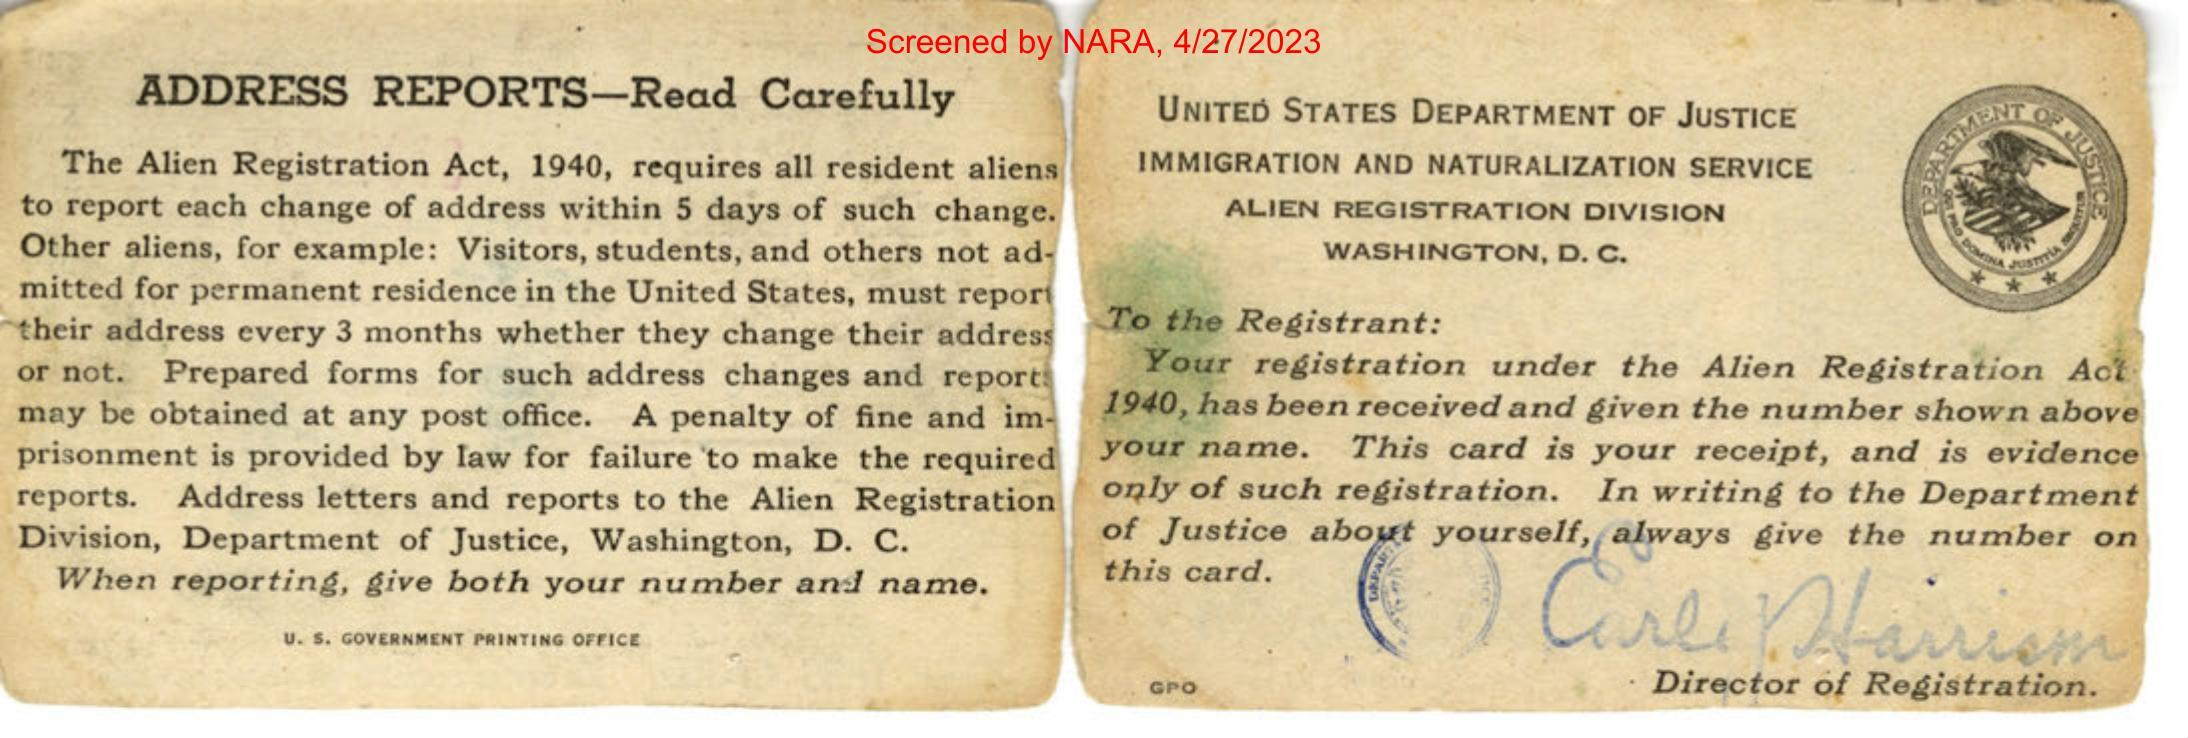 Screened by NARA, 4/27/2023
ADDRESS REPORTS—Read Carefully
The Alien Registration Act, 1940, requires all resident aliens
to report each change of address within 5 days of such change.
Other aliens, for example: Visitors, students, and others not ad-
mitted for permanent residence in the United States, must report
their address every 3 months whether they change their address
or not. Prepared forms for such address changes and reports
may be obtained at any post office. A penalty of fine and im-
prisonment is provided by law for failure to make the required
reports. Address letters and reports to the Alien Registration
Division, Department of Justice, Washington, D. C.
When reporting, give both your number and name.
U. S. GOVERNMENT PRINTING OFFICE
UNITED STATES DEPARTMENT OF JUSTICE
IMMIGRATION AND NATURALIZATION SERVICE
ALIEN REGISTRATION DIVISION
WASHINGTON, D. C.
DEPARTMENT OF JUSTICE
QUI PRO DOMINA JUSTITIA SEQUITUR
To the Registrant:
Your registration under the Alien Registration Act
1940, has been received and given the number shown above
your name. This card is your receipt, and is evidence
only of such registration. In writing to the Department
of Justice about yourself, always give the number on
this card.
Earl Harrison
Director of Registration.
GPO